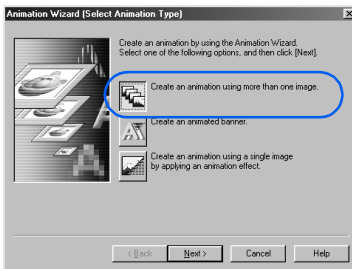 Animation Wizard (Select Animation Type)
Create an animation by using the Animation Wizard.
Select one of the following options, and then click [Next].
Create an animation using more than one image.
Create an animated banner.
Create an animation using a single image
by applying an animation effect.
< Back
Next >
Cancel
Help